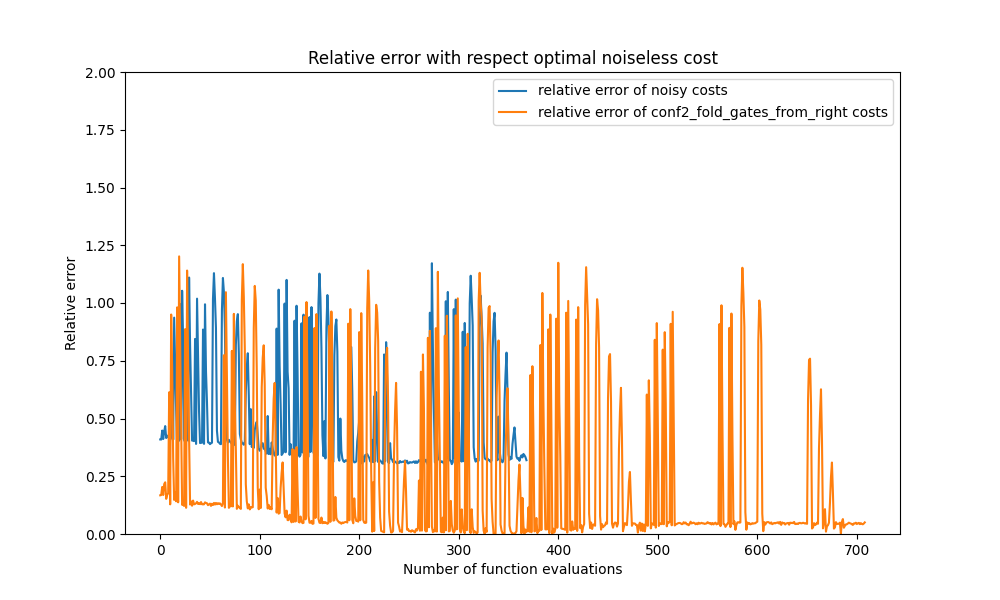 Relative error with respect optimal noiseless cost
relative error of noisy costs
relative error of conf2_fold_gates_from_right costs
2.00
1.75
1.50
1.25
1.00
0.75
0.50
0.25
0.00
Relative error
0 100 200 300 400 500 600 700
Number of function evaluations